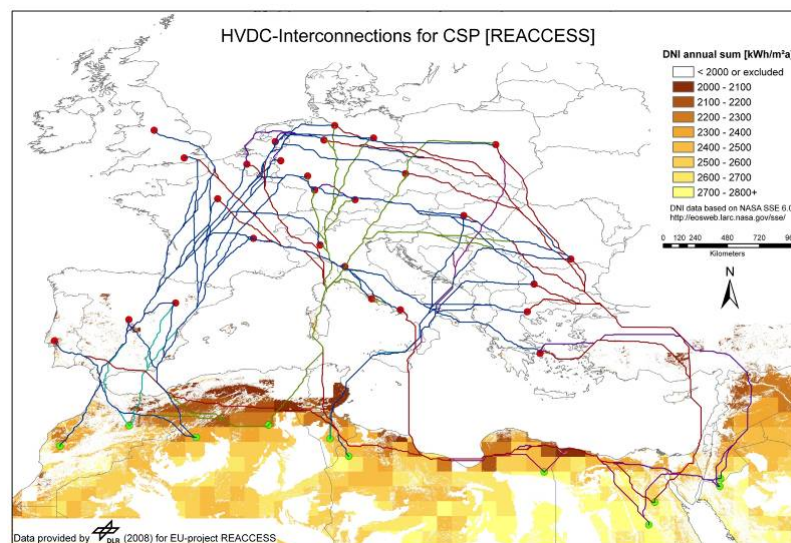 HVDC-Interconnections for CSP [REACCESS]
DNI annual sum [kWh/m²a]
< 2000 or excluded
2000 - 2100
2100 - 2200
2200 - 2300
2300 - 2400
2400 - 2500
2500 - 2600
2600 - 2700
2700 - 2800+
DNI data based on NASA SSE 6.0
http://eosweb.larc.nasa.gov/sse/
0 120 240 480 720 960
Kilometers
N
Data provided by DLR (2008) for EU-project REACCESS